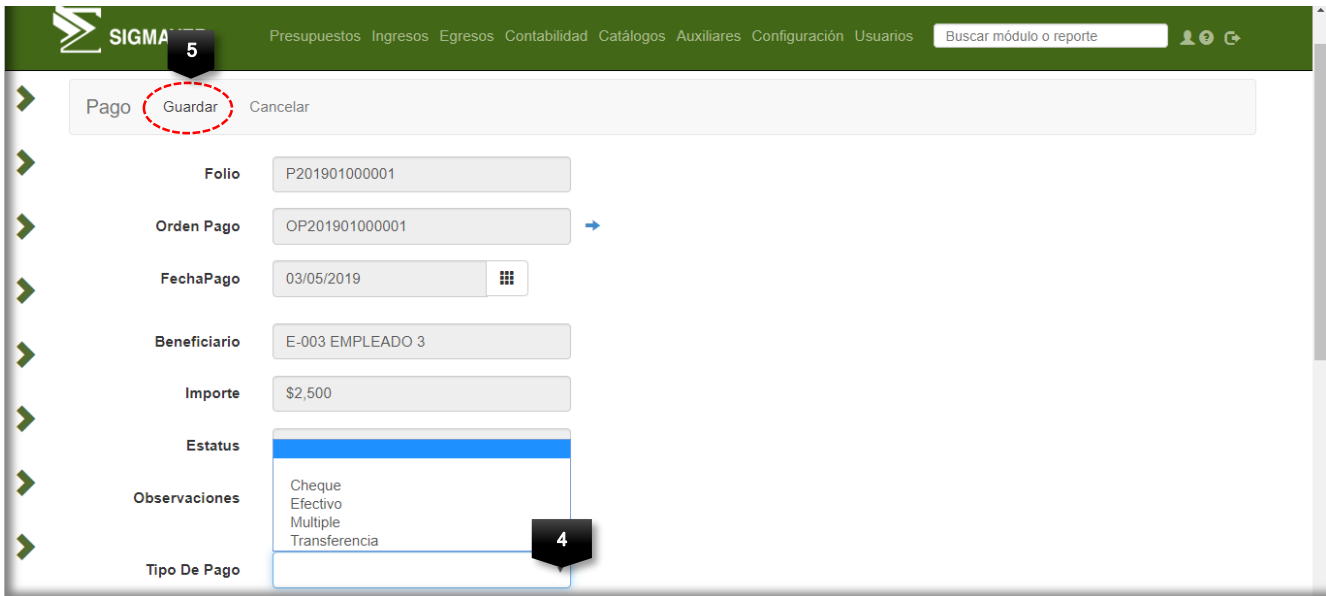 Presupuestos Ingresos Egresos Contabilidad Catálogos Auxiliares Configuración Usuarios Buscar módulo o reporte
5
Pago Guardar Cancelar
Folio P201901000001
Orden Pago OP201901000001
FechaPago 03/05/2019
Beneficiario E-003 EMPLEADO 3
Importe $2,500
Estatus
Cheque
Observaciones
Efectivo
Multiple
Transferencia
4
Tipo De Pago